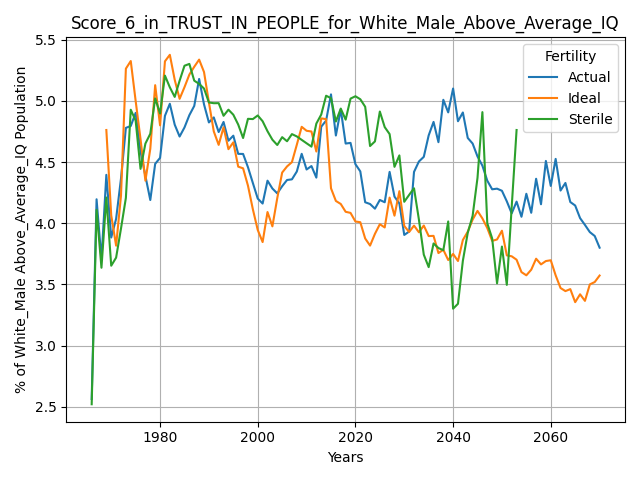 Score_6_in_TRUST_IN_PEOPLE_for_White_Male_Above_Average_IQ
% of White_Male Above_Average_IQ Population
5.5
5.0
4.5
4.0
3.5
3.0
2.5
Fertility
Actual
Ideal
Sterile
1980
2000
2020
2040
2060
Years